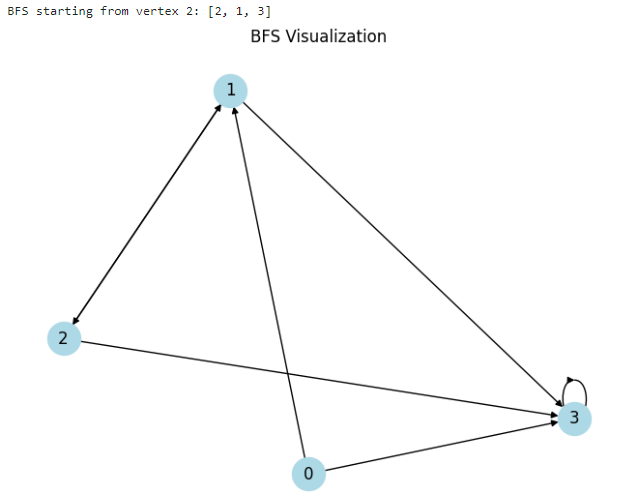 BFS starting from vertex 2: [2, 1, 3]
BFS Visualization
1
2
3
0